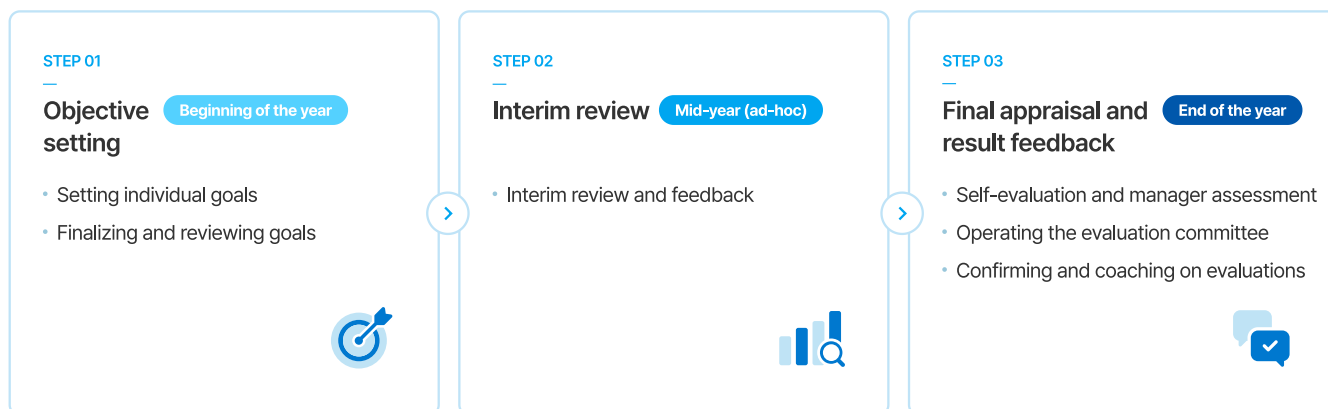 STEP 01
Objective setting
Beginning of the year
• Setting individual goals
• Finalizing and reviewing goals
STEP 02
Interim review
Mid-year (ad-hoc)
• Interim review and feedback
STEP 03
Final appraisal and result feedback
End of the year
• Self-evaluation and manager assessment
• Operating the evaluation committee
• Confirming and coaching on evaluations